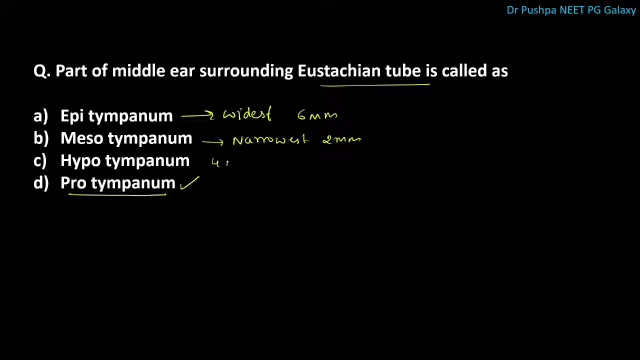 Dr Pushpa NEET PG Galaxy
Q. Part of middle ear surrounding Eustachian tube is called as
a) Epi tympanum → widest 6mm
b) Meso tympanum → Narrowest 2mm
c) Hypo tympanum 4
d) Pro tympanum ✓